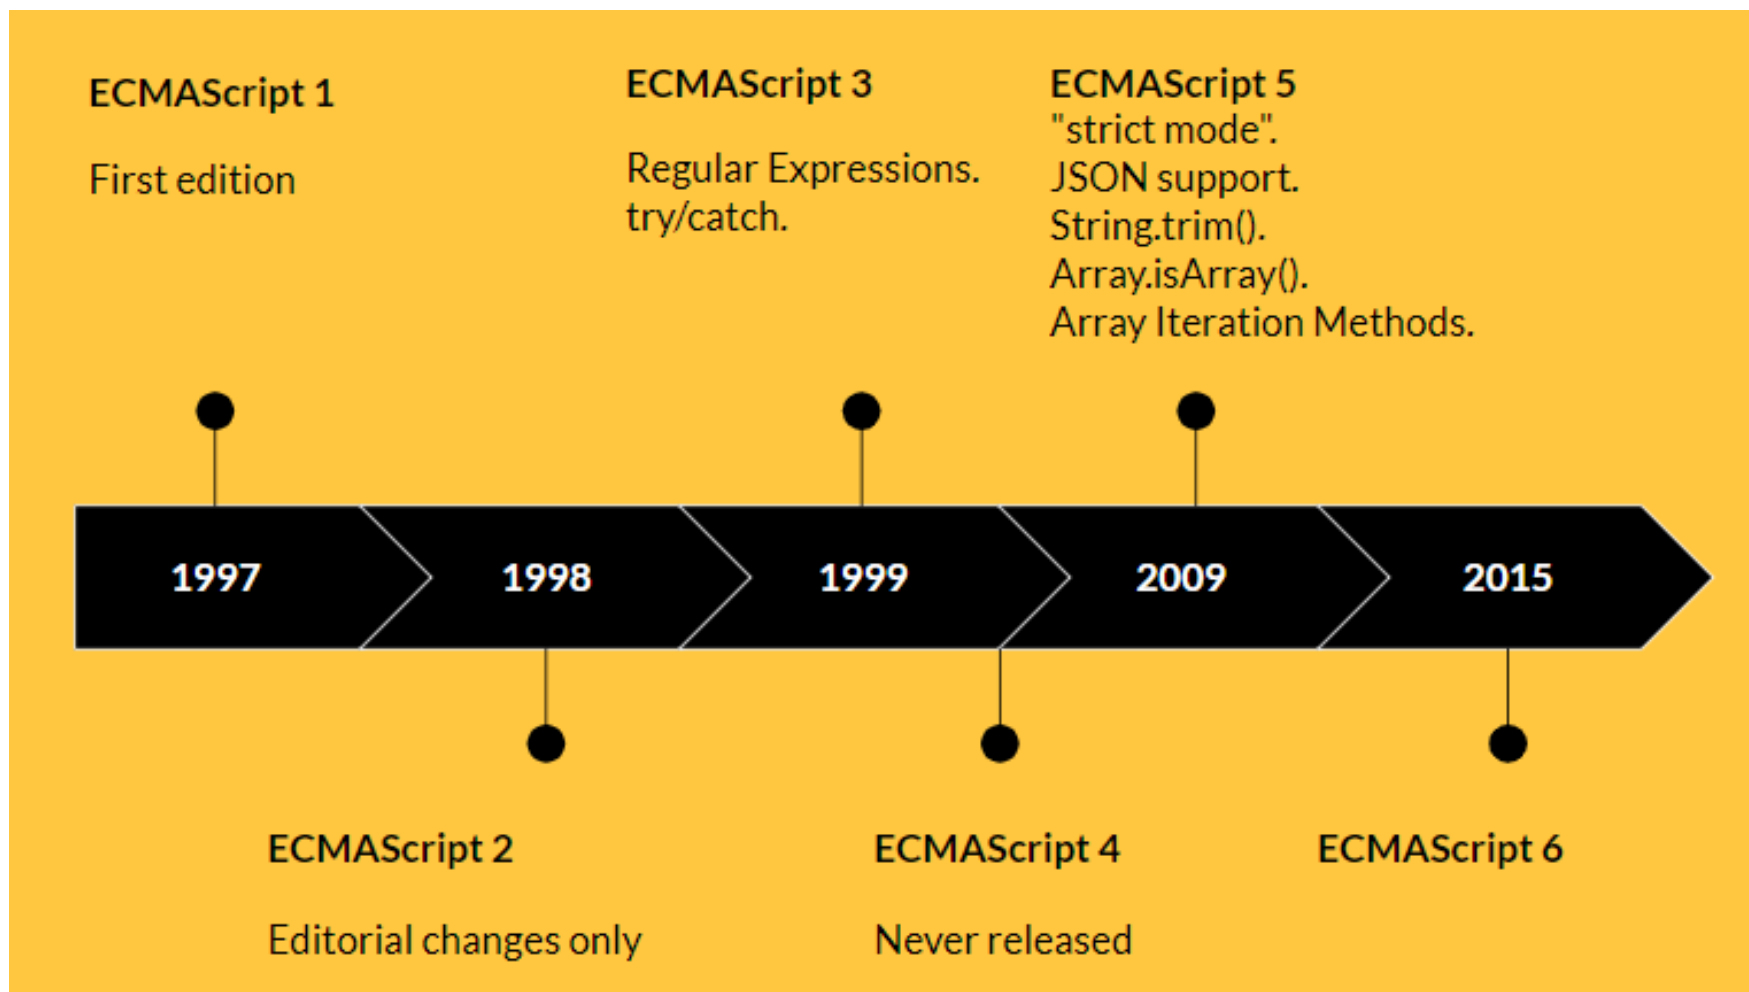 ECMAScript 1
First edition
ECMAScript 3
Regular Expressions.
try/catch.
ECMAScript 5
"strict mode".
JSON support.
String.trim().
Array.isArray().
Array Iteration Methods.
1997
1998
1999
2009
2015
ECMAScript 2
Editorial changes only
ECMAScript 4
Never released
ECMAScript 6